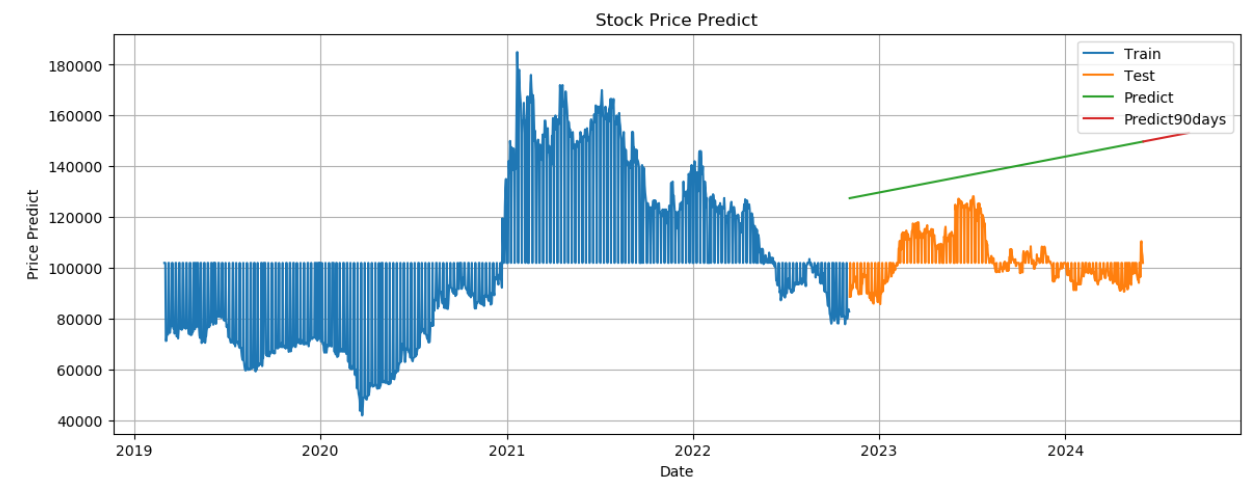 Stock Price Predict
Train
Test
Predict
Predict90days
180000
160000
140000
120000
100000
80000
60000
40000
Price Predict
2019
2020
2021
2022
2023
2024
Date